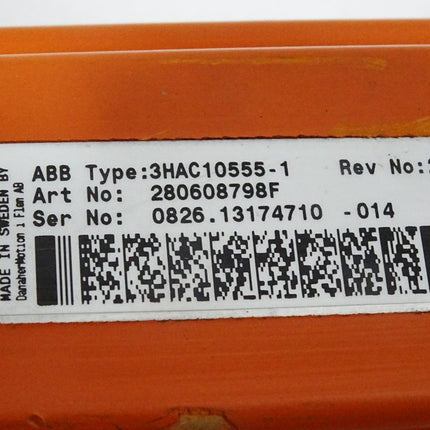 ABB Type:3HAC10555-1 Rev No:
Art No: 280608798F
Ser No: 0826.13174710 -014
MADE IN SWEDEN BY
DanaherMotion i Flen AB